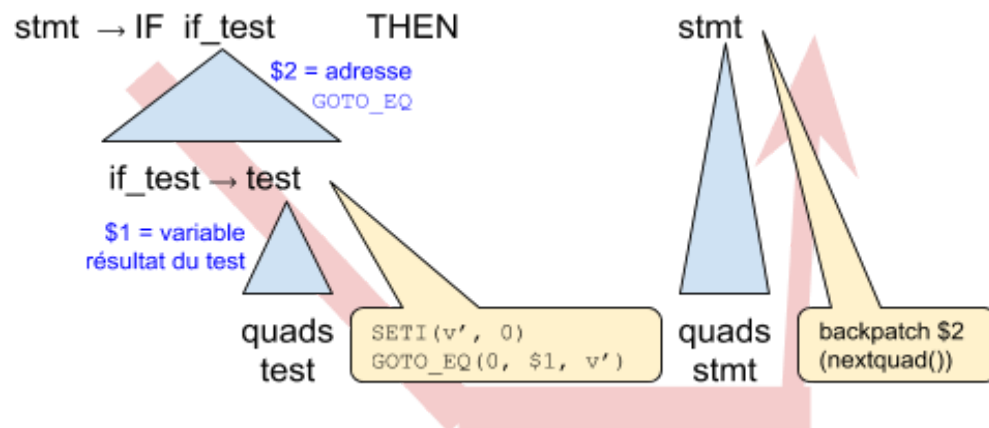 stmt → IF if_test THEN stmt
$2 = adresse
GOTO_EQ
if_test → test
$1 = variable
résultat du test
quads
test
SETI(v’, 0)
GOTO_EQ(0, $1, v’)
quads
stmt
backpatch $2
(nextquad())